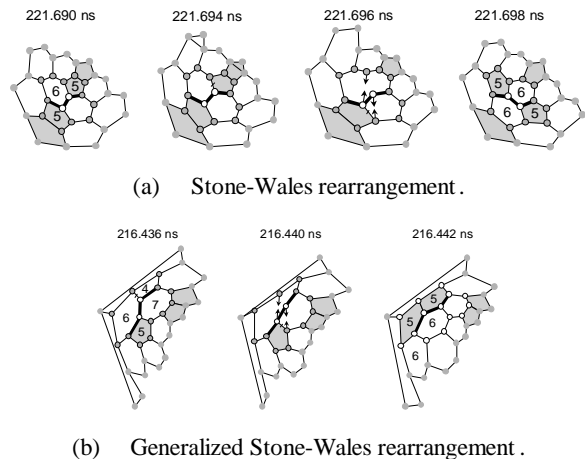 221.690 ns 221.694 ns 221.696 ns 221.698 ns
5 5
6 6
5 6 5
(a) Stone-Wales rearrangement.
216.436 ns 216.440 ns 216.442 ns
4 5
7
6 5 6
5
6
(b) Generalized Stone-Wales rearrangement.